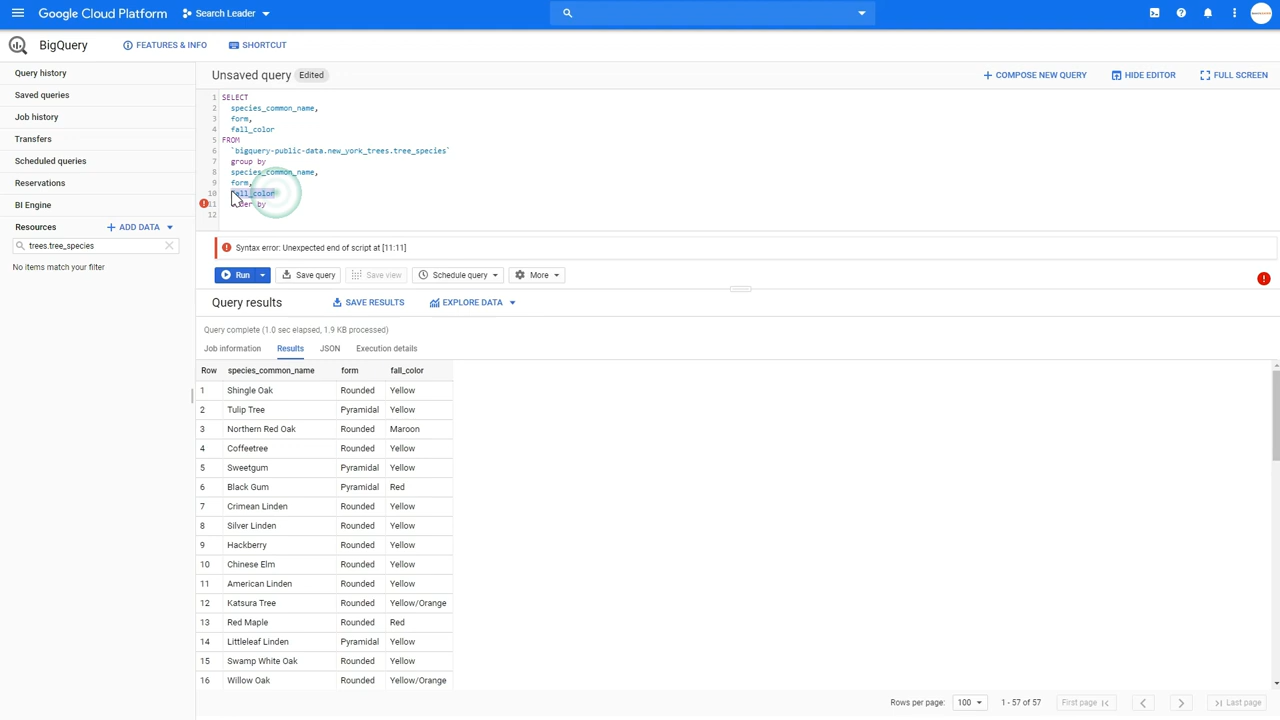 Google Cloud Platform Search Leader
BigQuery FEATURES & INFO SHORTCUT
Query history
Saved queries
Job history
Transfers
Scheduled queries
Reservations
BI Engine
Resources + ADD DATA
trees.tree_species
No items match your filter
Unsaved query Edited + COMPOSE NEW QUERY HIDE EDITOR FULL SCREEN
1 SELECT
2 species_common_name,
3 form,
4 fall_color
5 FROM
6 `bigquery-public-data.new_york_trees.tree_species`
7 group by
8 species_common_name,
9 form,
10 fall_color
11 by
12
Syntax error: Unexpected end of script at [11:11]
Run Save query Save view Schedule query More
Query results SAVE RESULTS EXPLORE DATA
Query complete (1.0 sec elapsed, 1.9 KB processed)
Job information Results JSON Execution details
Row species_common_name form fall_color
1 Shingle Oak Rounded Yellow
2 Tulip Tree Pyramidal Yellow
3 Northern Red Oak Rounded Maroon
4 Coffeetree Rounded Yellow
5 Sweetgum Pyramidal Yellow
6 Black Gum Pyramidal Red
7 Crimean Linden Rounded Yellow
8 Silver Linden Rounded Yellow
9 Hackberry Rounded Yellow
10 Chinese Elm Rounded Yellow
11 American Linden Rounded Yellow
12 Katsura Tree Rounded Yellow/Orange
13 Red Maple Rounded Red
14 Littleleaf Linden Pyramidal Yellow
15 Swamp White Oak Rounded Yellow
16 Willow Oak Rounded Yellow/Orange
Rows per page: 100 1 - 57 of 57 First page Last page